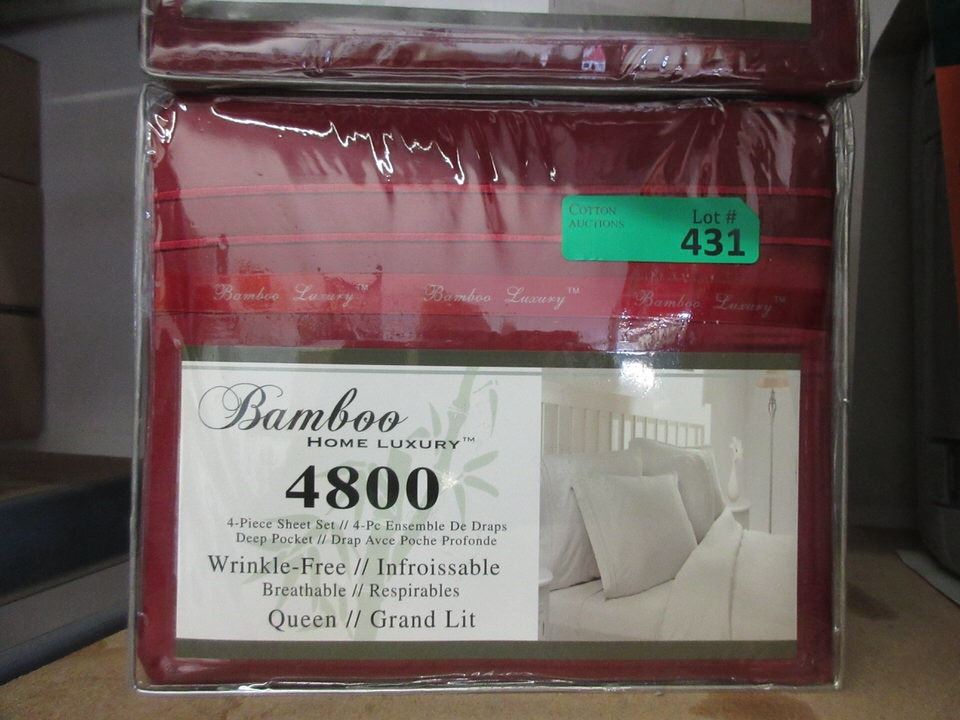 COTTON
AUCTIONS
Lot #
431
Bamboo Luxury™ Bamboo Luxury™ Bamboo Luxury™
Bamboo
HOME LUXURY™
4800
4-Piece Sheet Set // 4-Pc Ensemble De Draps
Deep Pocket // Drap Avce Poche Profonde
Wrinkle-Free // Infroissable
Breathable // Respirables
Queen // Grand Lit